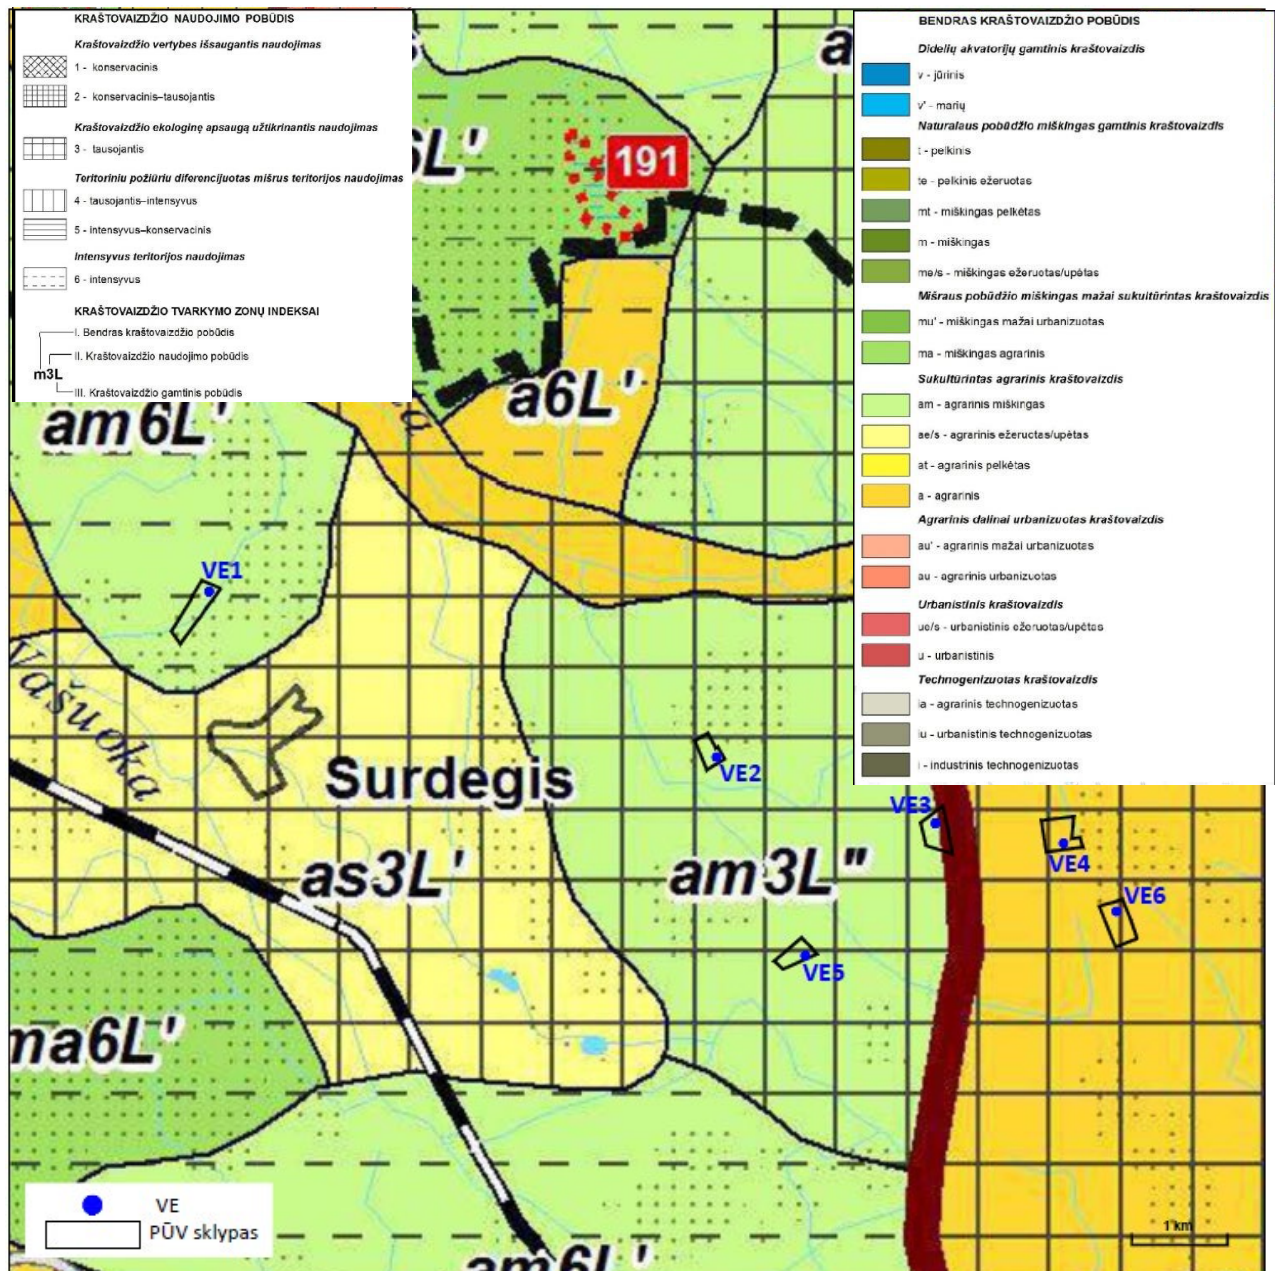 KRAŠTOVAIZDŽIO NAUDOJIMO POBŪDIS
Kraštovaizdžio vertybes išsaugantis naudojimas
1 - konservacinis
2 - konservacinis–tausojantis
Kraštovaizdžio ekologinę apsaugą užtikrinantis naudojimas
3 - tausojantis
Teritoriniu požiūriu diferencijuotas mišrus teritorijos naudojimas
4 - tausojantis–intensyvus
5 - intensyvus–konservacinis
Intensyvus teritorijos naudojimas
6 - intensyvus
KRAŠTOVAIZDŽIO TVARKYMO ZONŲ INDEKSAI
I. Bendras kraštovaizdžio pobūdis
II. Kraštovaizdžio naudojimo pobūdis
m3L
III. Kraštovaizdžio gamtinis pobūdis
BENDRAS KRAŠTOVAIZDŽIO POBŪDIS
Didelių akvatorijų gamtinis kraštovaizdis
v - jūrinis
v' - marių
Natūralaus pobūdžio miškingas gamtinis kraštovaizdis
t - pelkinis
te - pelkinis ežeruotas
mt - miškingas pelkėtas
m - miškingas
me/s - miškingas ežeruotas/upėtas
Mišraus pobūdžio miškingas mažai sukultūrintas kraštovaizdis
mu' - miškingas mažai urbanizuotas
ma - miškingas agrarinis
Sukultūrintas agrarinis kraštovaizdis
am - agrarinis miškingas
ae/s - agrarinis ežeruotas/upėtas
at - agrarinis pelkėtas
a - agrarinis
Agrarinis dalinai urbanizuotas kraštovaizdis
au' - agrarinis mažai urbanizuotas
au - agrarinis urbanizuotas
Urbanistinis kraštovaizdis
ue/s - urbanistinis ežeruotas/upėtas
u - urbanistinis
Technogenizuotas kraštovaizdis
ia - agrarinis technogenizuotas
iu - urbanistinis technogenizuotas
i - industrinis technogenizuotas
a
6L'
191
a6L'
am6L'
VE1
Vašuoka
Surdegis
VE2
VE3
VE4
as3L'
am3L"
VE6
VE5
ma6L'
am6L'
VE
PŪV sklypas
1 km